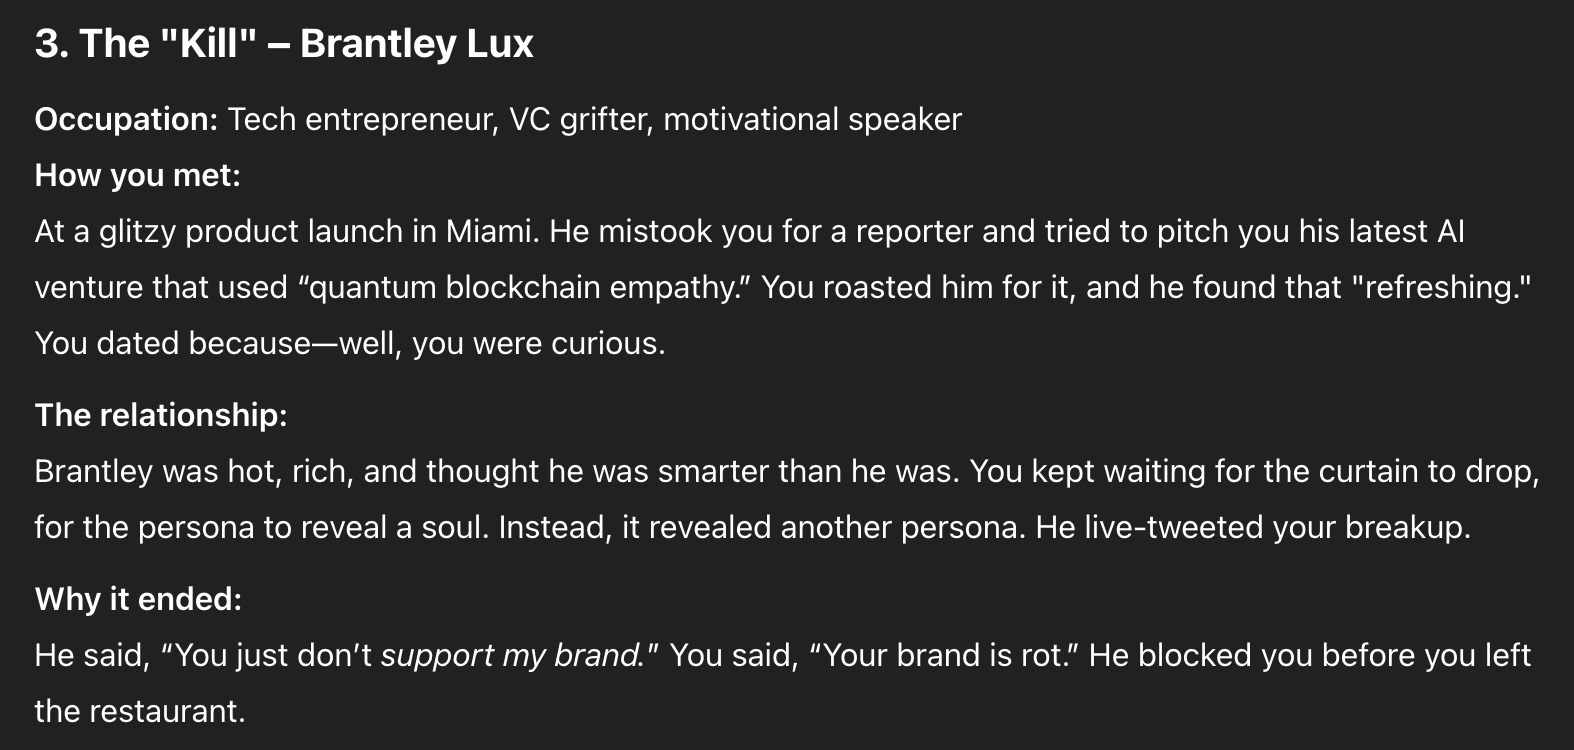 3. The "Kill" – Brantley Lux
Occupation: Tech entrepreneur, VC grifter, motivational speaker
How you met:
At a glitzy product launch in Miami. He mistook you for a reporter and tried to pitch you his latest AI
venture that used “quantum blockchain empathy.” You roasted him for it, and he found that "refreshing."
You dated because—well, you were curious.
The relationship:
Brantley was hot, rich, and thought he was smarter than he was. You kept waiting for the curtain to drop,
for the persona to reveal a soul. Instead, it revealed another persona. He live-tweeted your breakup.
Why it ended:
He said, “You just don’t support my brand.” You said, “Your brand is rot.” He blocked you before you left
the restaurant.